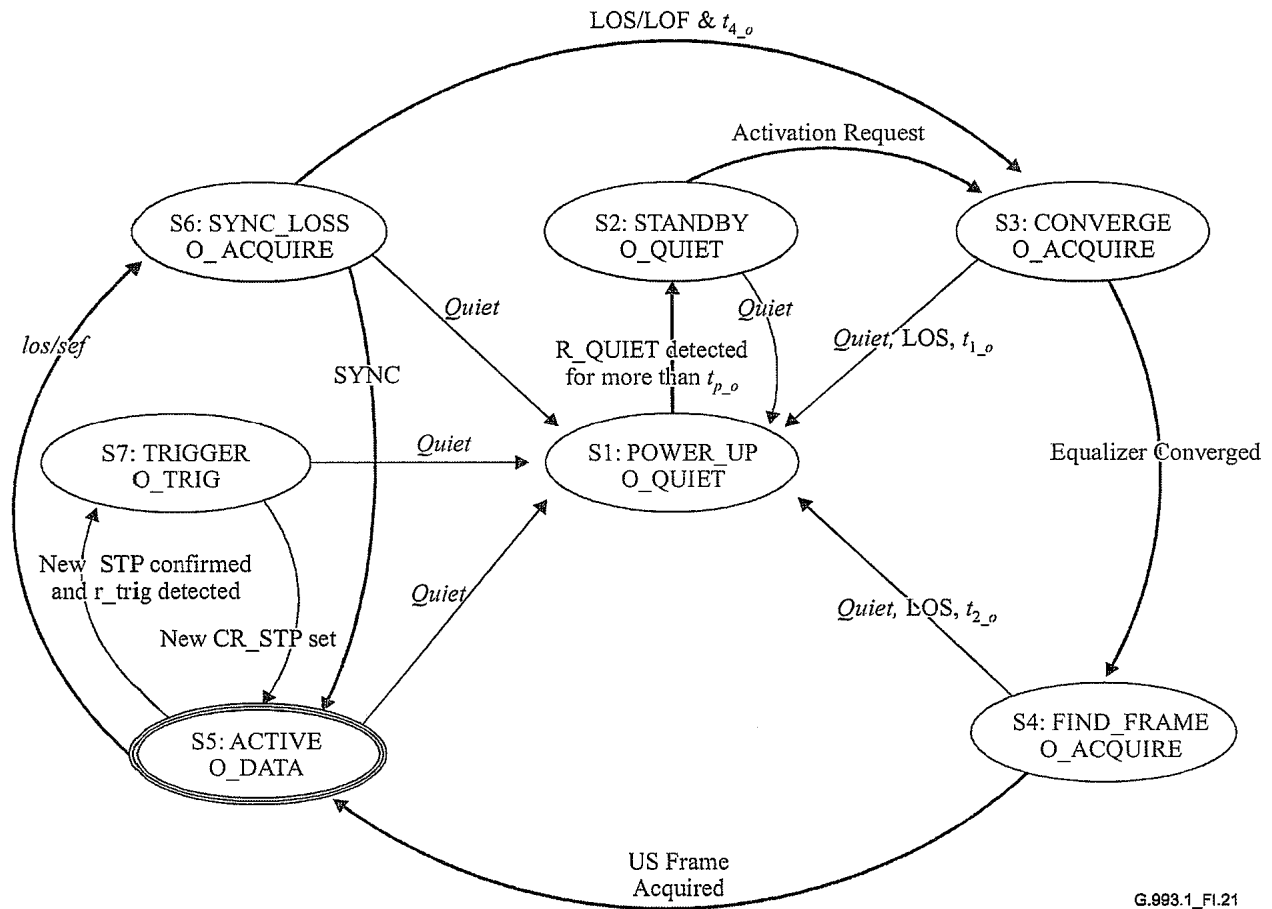 LOS/LOF & t4_o
Activation Request
S6: SYNC_LOSS
O_ACQUIRE
S2: STANDBY
O_QUIET
S3: CONVERGE
O_ACQUIRE
los/sef
Quiet
SYNC
R_QUIET detected
for more than tp_o
Quiet
Quiet, LOS, t1_o
S7: TRIGGER
O_TRIG
Quiet
S1: POWER_UP
O_QUIET
Equalizer Converged
New STP confirmed
and r_trig detected
New CR_STP set
Quiet
Quiet, LOS, t2_o
S5: ACTIVE
O_DATA
S4: FIND_FRAME
O_ACQUIRE
US Frame
Acquired
G.993.1_FI.21